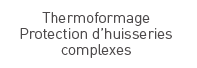 Thermoformage
Protection d'huisseries
complexes